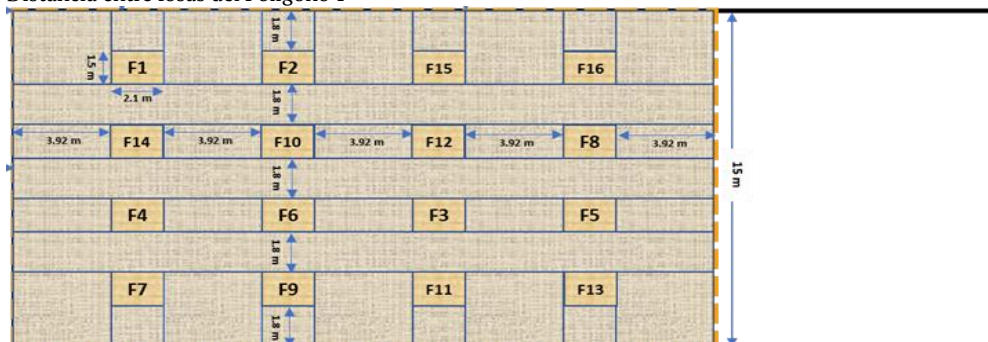 Distancia entre fosas del Polígono 1
1.8 m
1.5 m
F1
F2
F15
F16
2.1 m
1.8 m
3.92 m
F14
3.92 m
F10
3.92 m
F12
3.92 m
F8
3.92 m
15 m
1.8 m
F4
F6
F3
F5
1.8 m
F7
F9
F11
F13
1.8 m